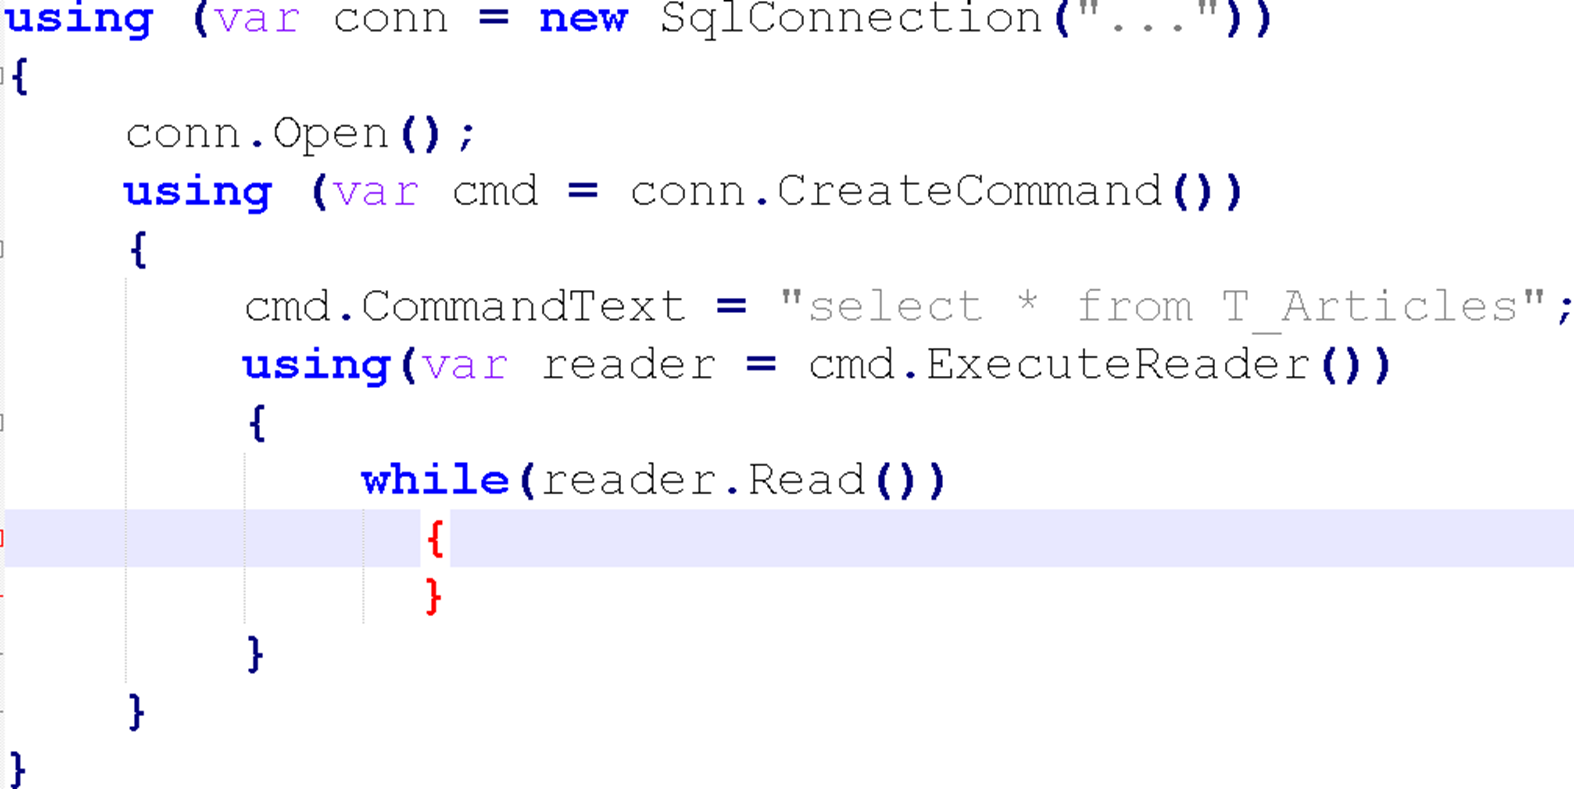 using (var conn = new SqlConnection("..."))
{
    conn.Open();
    using (var cmd = conn.CreateCommand())
    {
        cmd.CommandText = "select * from T_Articles";
        using(var reader = cmd.ExecuteReader())
        {
            while(reader.Read())
              {
              }
        }
    }
}